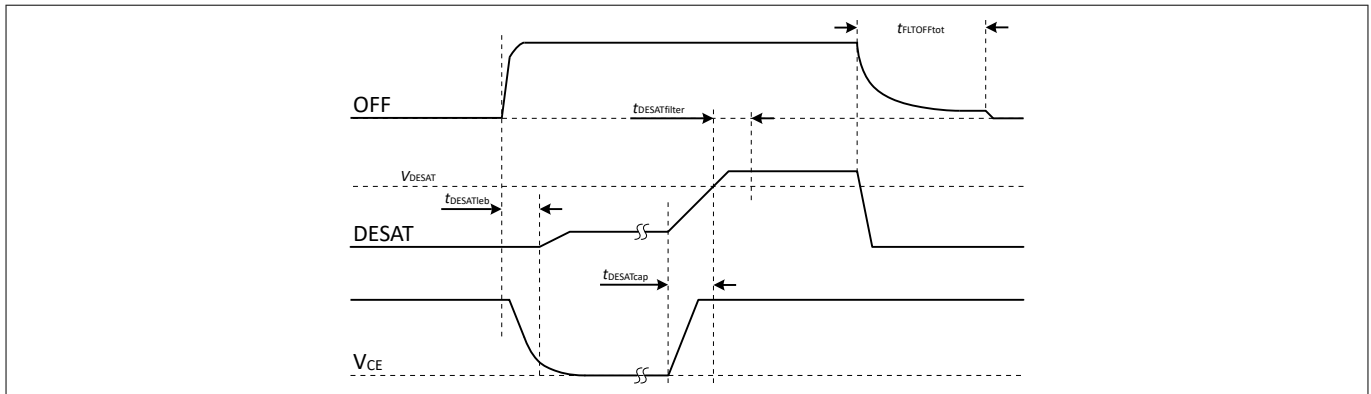 tFLTOFFtot
OFF
tDESATfilter
VDESAT
tDESATleb
DESAT
tDESATcap
VCE